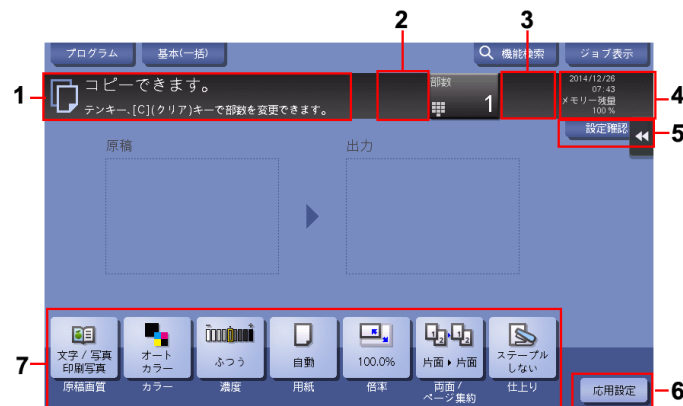 2
3
プログラム
基本(一括)
機能検索
ジョブ表示
1
コピーできます。
テンキー、[C](クリア)キーで部数を変更できます。
部数
1
2014/12/26
07:43
メモリー残量
100 %
4
設定確認
5
原稿
出力
7
文字 / 写真
印刷写真
オート
カラー
ふつう
自動
100.0%
片面 ▸ 片面
ステープル
しない
原稿画質
カラー
濃度
用紙
倍率
両面 /
ページ集約
仕上り
応用設定
6